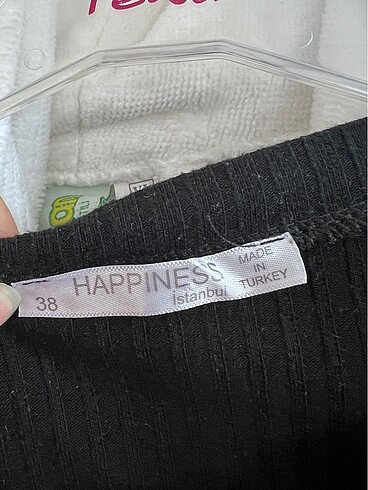 38
HAPPINESS
Istanbul
MADE
IN
TURKEY